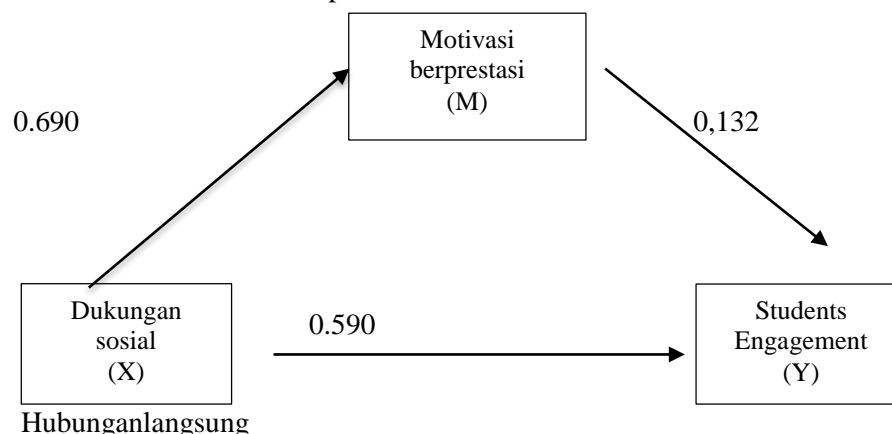 Motivasi
berprestasi
(M)
0.690
0,132
Dukungan
sosial
(X)
0.590
Students
Engagement
(Y)
Hubunganlangsung